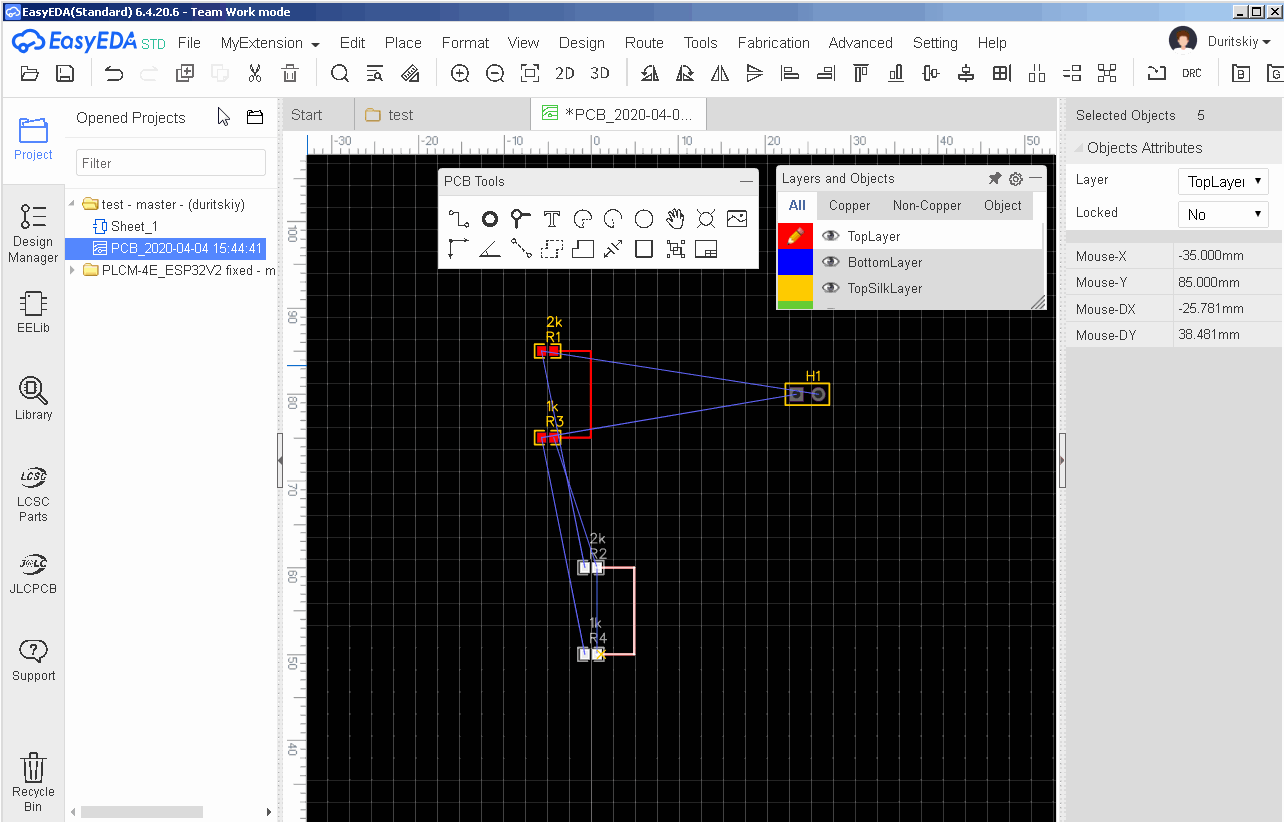 EasyEDA(Standard) 6.4.20.6 - Team Work mode
EasyEDA STD File MyExtension Edit Place Format View Design Route Tools Fabrication Advanced Setting Help Duritskiy
2D 3D DRC B G
Project
Design Manager
EELib
Library
LCSC
LCSC Parts
JLCPCB
Support
Recycle Bin
Opened Projects
Filter
test - master - (duritskiy)
Sheet_1
PCB_2020-04-04 15:44:41
PLCM-4E_ESP32V2 fixed - m
Start test *PCB_2020-04-0...
-30 -20 -10 0 10 20 30 40 50
100
90
80
70
60
50
40
PCB Tools
Layers and Objects
All Copper Non-Copper Object
TopLayer
BottomLayer
TopSilkLayer
2k
R1
H1
1k
R3
2k
R2
1k
R4
Selected Objects 5
Objects Attributes
Layer TopLayer
Locked No
Mouse-X -35.000mm
Mouse-Y 85.000mm
Mouse-DX -25.781mm
Mouse-DY 38.481mm